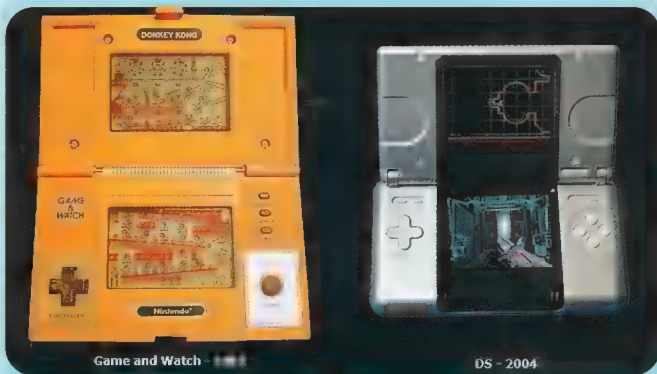 DONKEY KONG
GAME
&
WATCH
Nintendo
Game and Watch -
DS - 2004